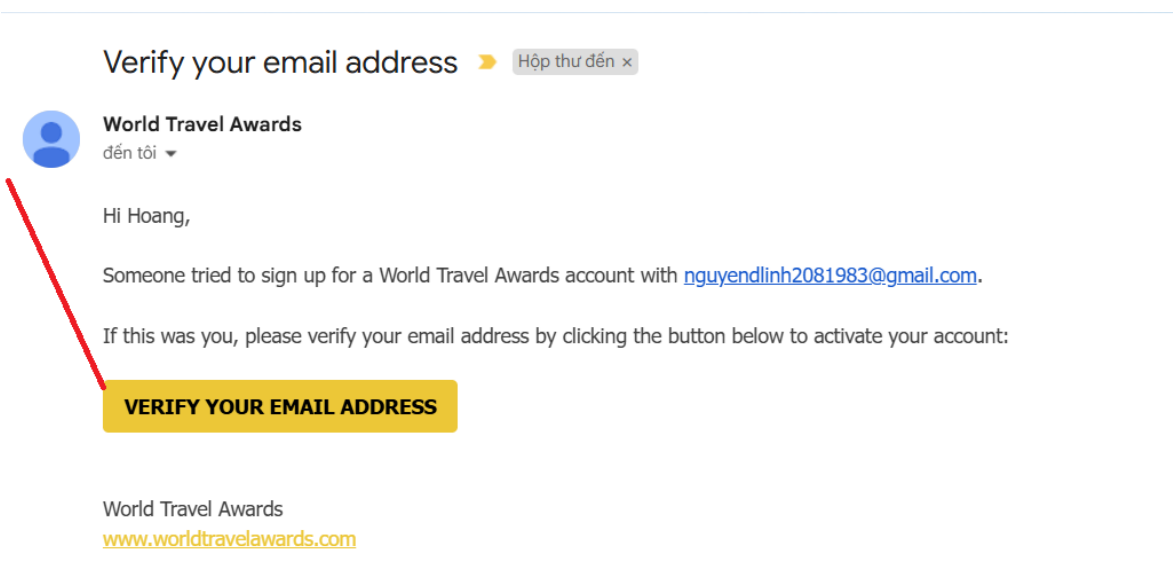 Verify your email address Hộp thư đến ×
World Travel Awards
đến tôi
Hi Hoang,
Someone tried to sign up for a World Travel Awards account with nguyendlinh2081983@gmail.com.
If this was you, please verify your email address by clicking the button below to activate your account:
VERIFY YOUR EMAIL ADDRESS
World Travel Awards
www.worldtravelawards.com